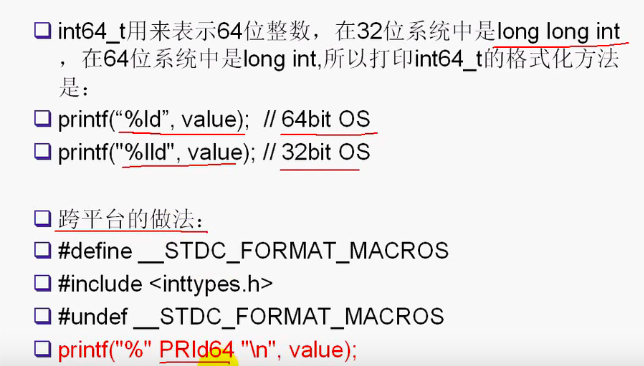 int64_t用来表示64位整数，在32位系统中是long long int
，在64位系统中是long int,所以打印int64_t的格式化方法
是：
printf(“%ld”, value);  // 64bit OS
printf("%lld", value); // 32bit OS
跨平台的做法：
#define __STDC_FORMAT_MACROS
#include <inttypes.h>
#undef __STDC_FORMAT_MACROS
printf("%" PRId64 "\n", value);